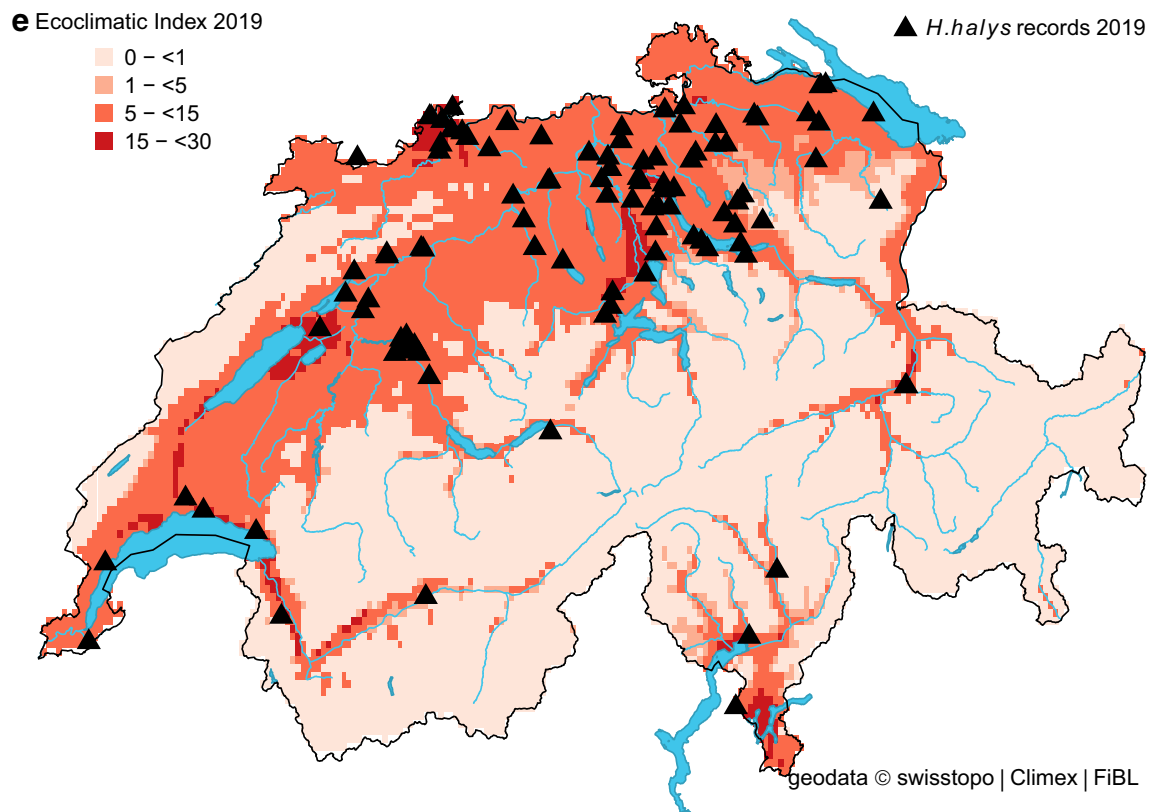 e Ecoclimatic Index 2019
0 – <1
1 – <5
5 – <15
15 – <30
H.halys records 2019
geodata © swisstopo | Climex | FiBL